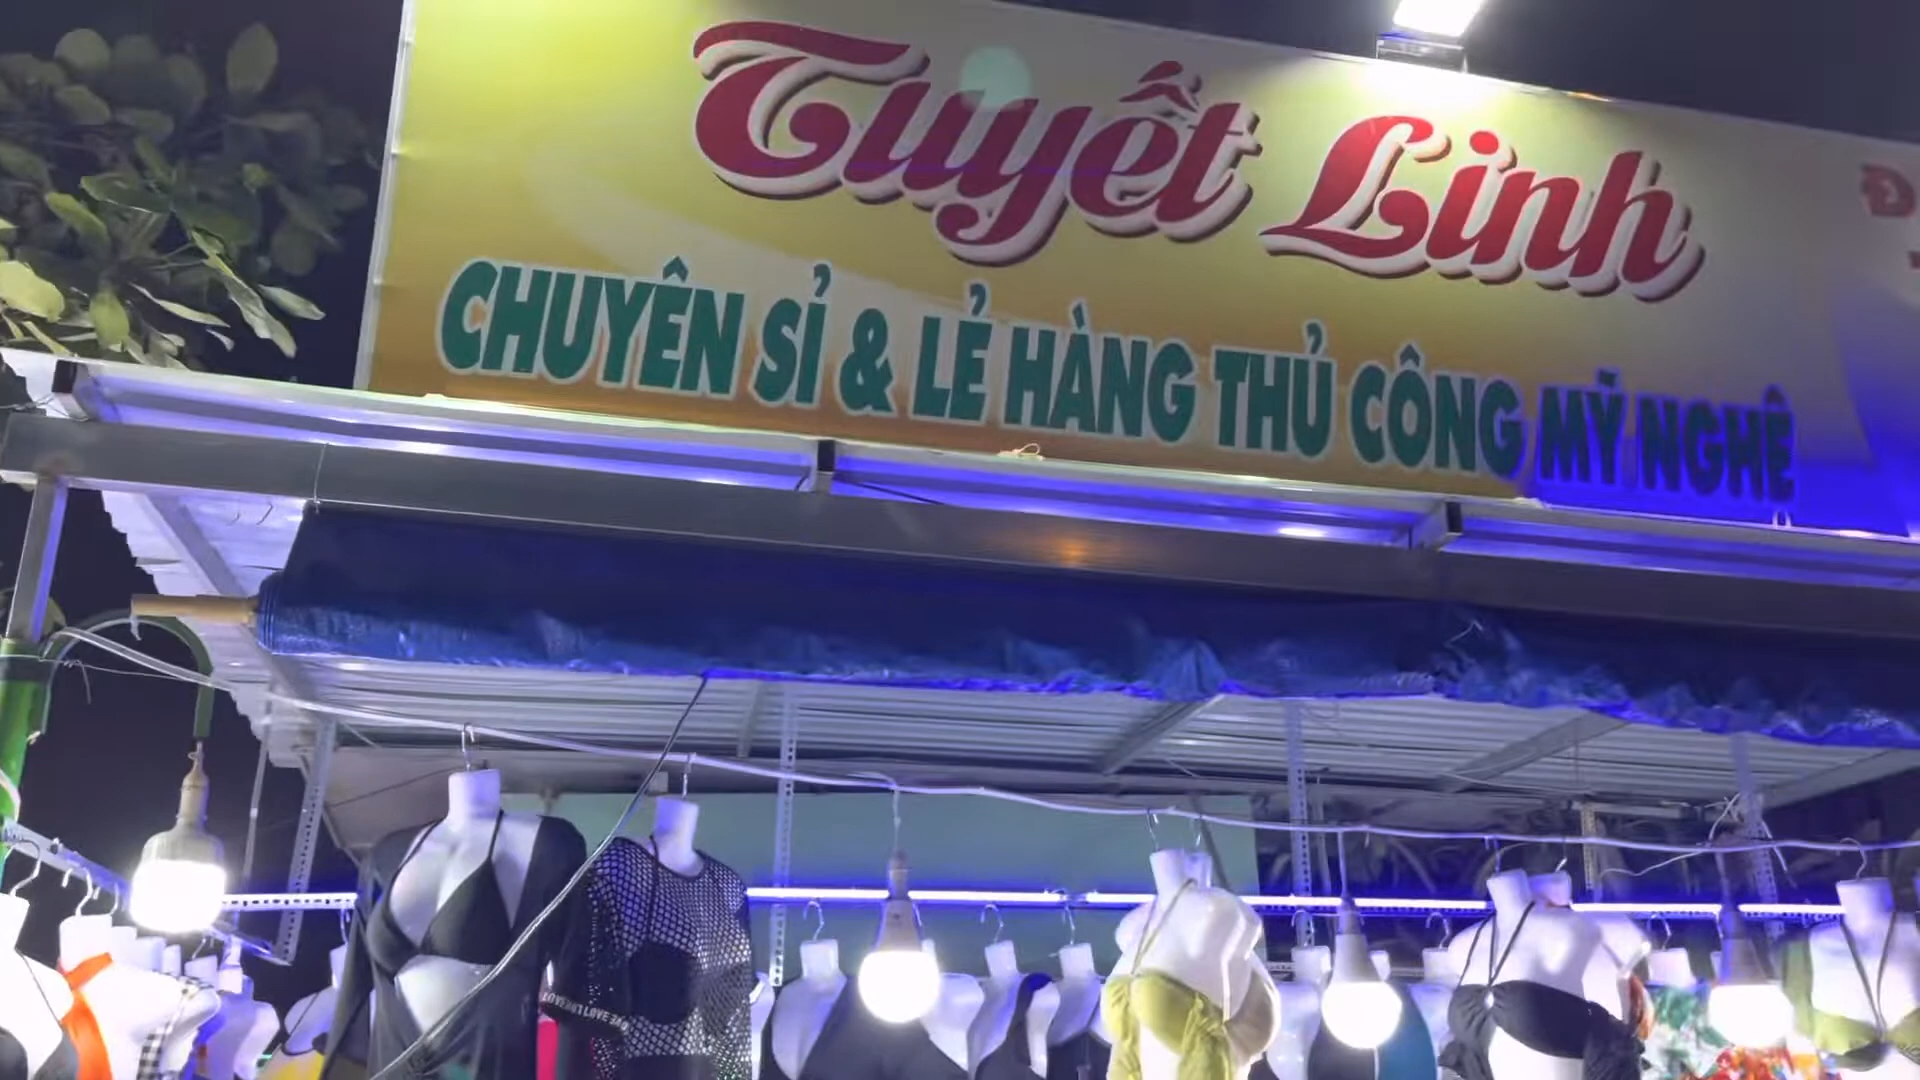 Tuyết Linh
CHUYÊN SỈ & LẺ HÀNG THỦ CÔNG MỸ NGHỆ